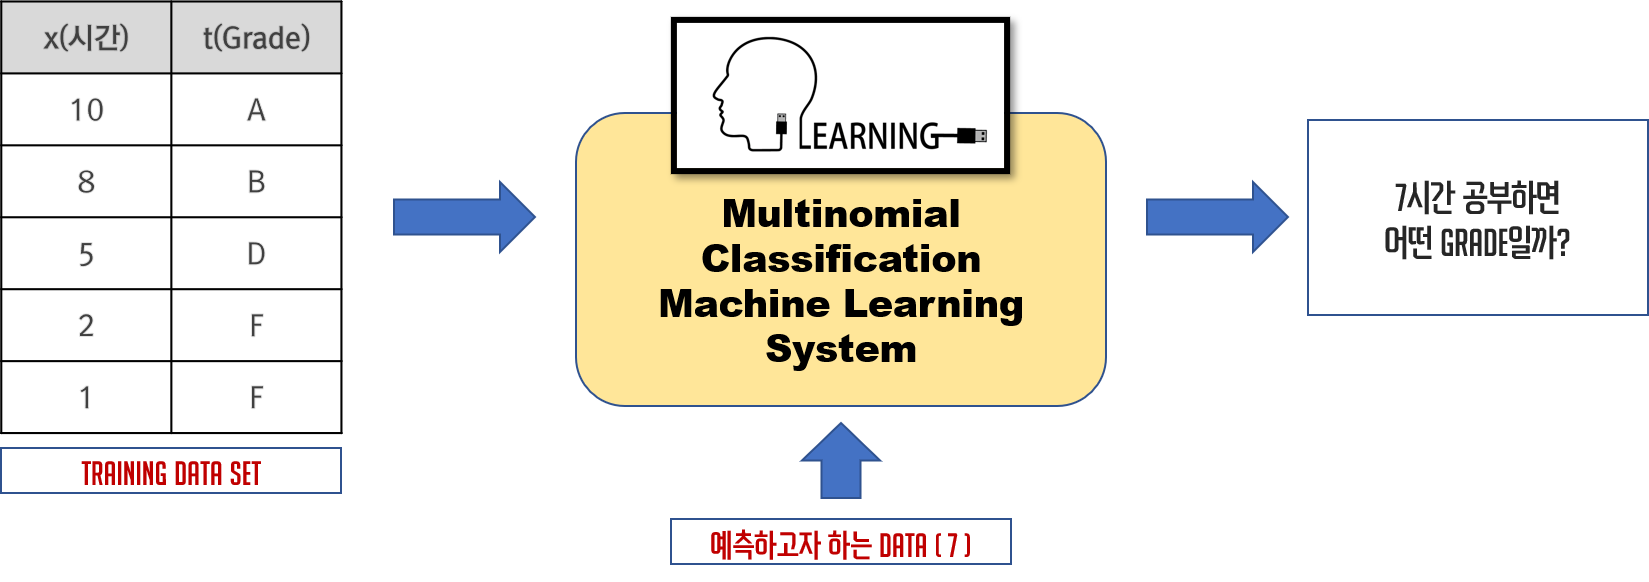 x(시간) t(Grade)
10 A
8 B
5 D
2 F
1 F
TRAINING DATA SET
LEARNING
Multinomial
Classification
Machine Learning
System
예측하고자 하는 DATA ( 7 )
7시간 공부하면
어떤 GRADE일까?